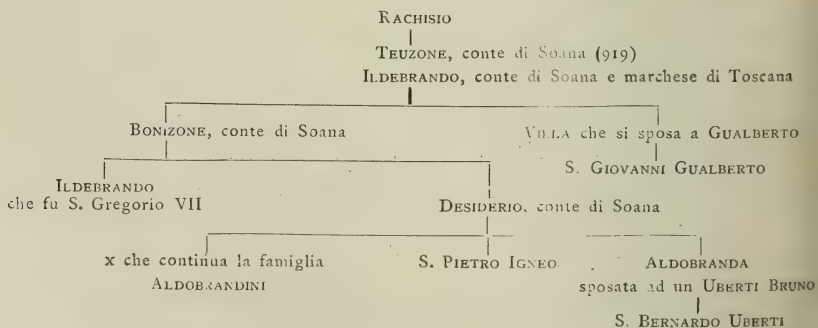 RACHISIO
TEUZONE, conte di Soana (919)
ILDEBRANDO, conte di Soana e marchese di Toscana
BONIZONE, conte di Soana
VILLA che si sposa a GUALBERTO
S. GIOVANNI GUALBERTO
ILDEBRANDO
che fu S. Gregorio VII
DESIDERIO, conte di Soana
x che continua la famiglia
ALDOBRANDINI
S. PIETRO IGNEO
ALDOBRANDA
sposata ad un UBERTI BRUNO
S. BERNARDO UBERTI